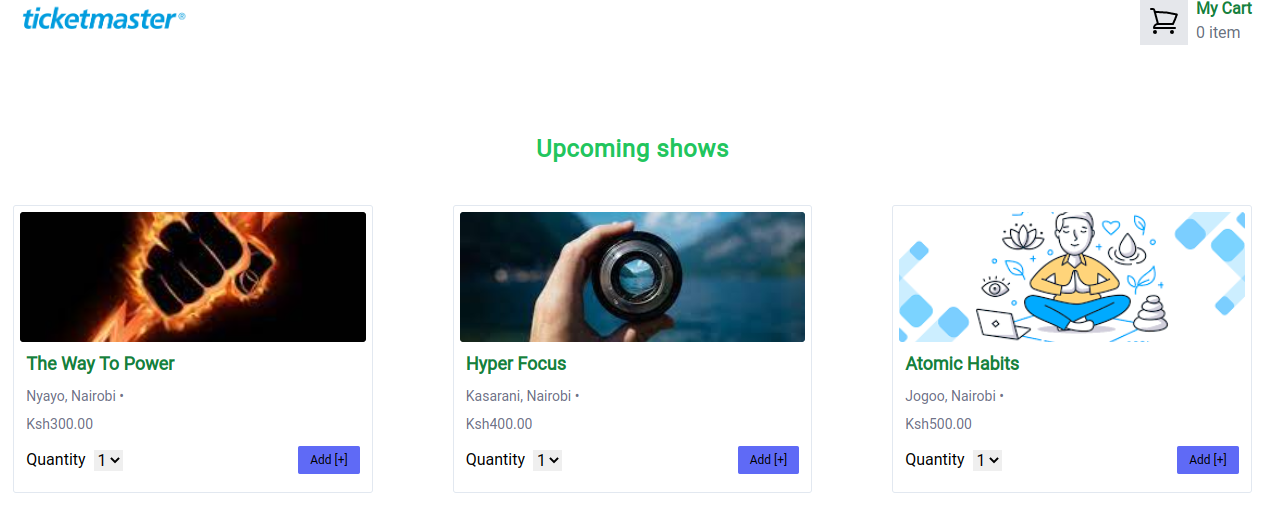 ticketmaster®
My Cart
0 item
Upcoming shows
The Way To Power
Nyayo, Nairobi •
Ksh300.00
Quantity 1
Add [+]
Hyper Focus
Kasarani, Nairobi •
Ksh400.00
Quantity 1
Add [+]
Atomic Habits
Jogoo, Nairobi •
Ksh500.00
Quantity 1
Add [+]